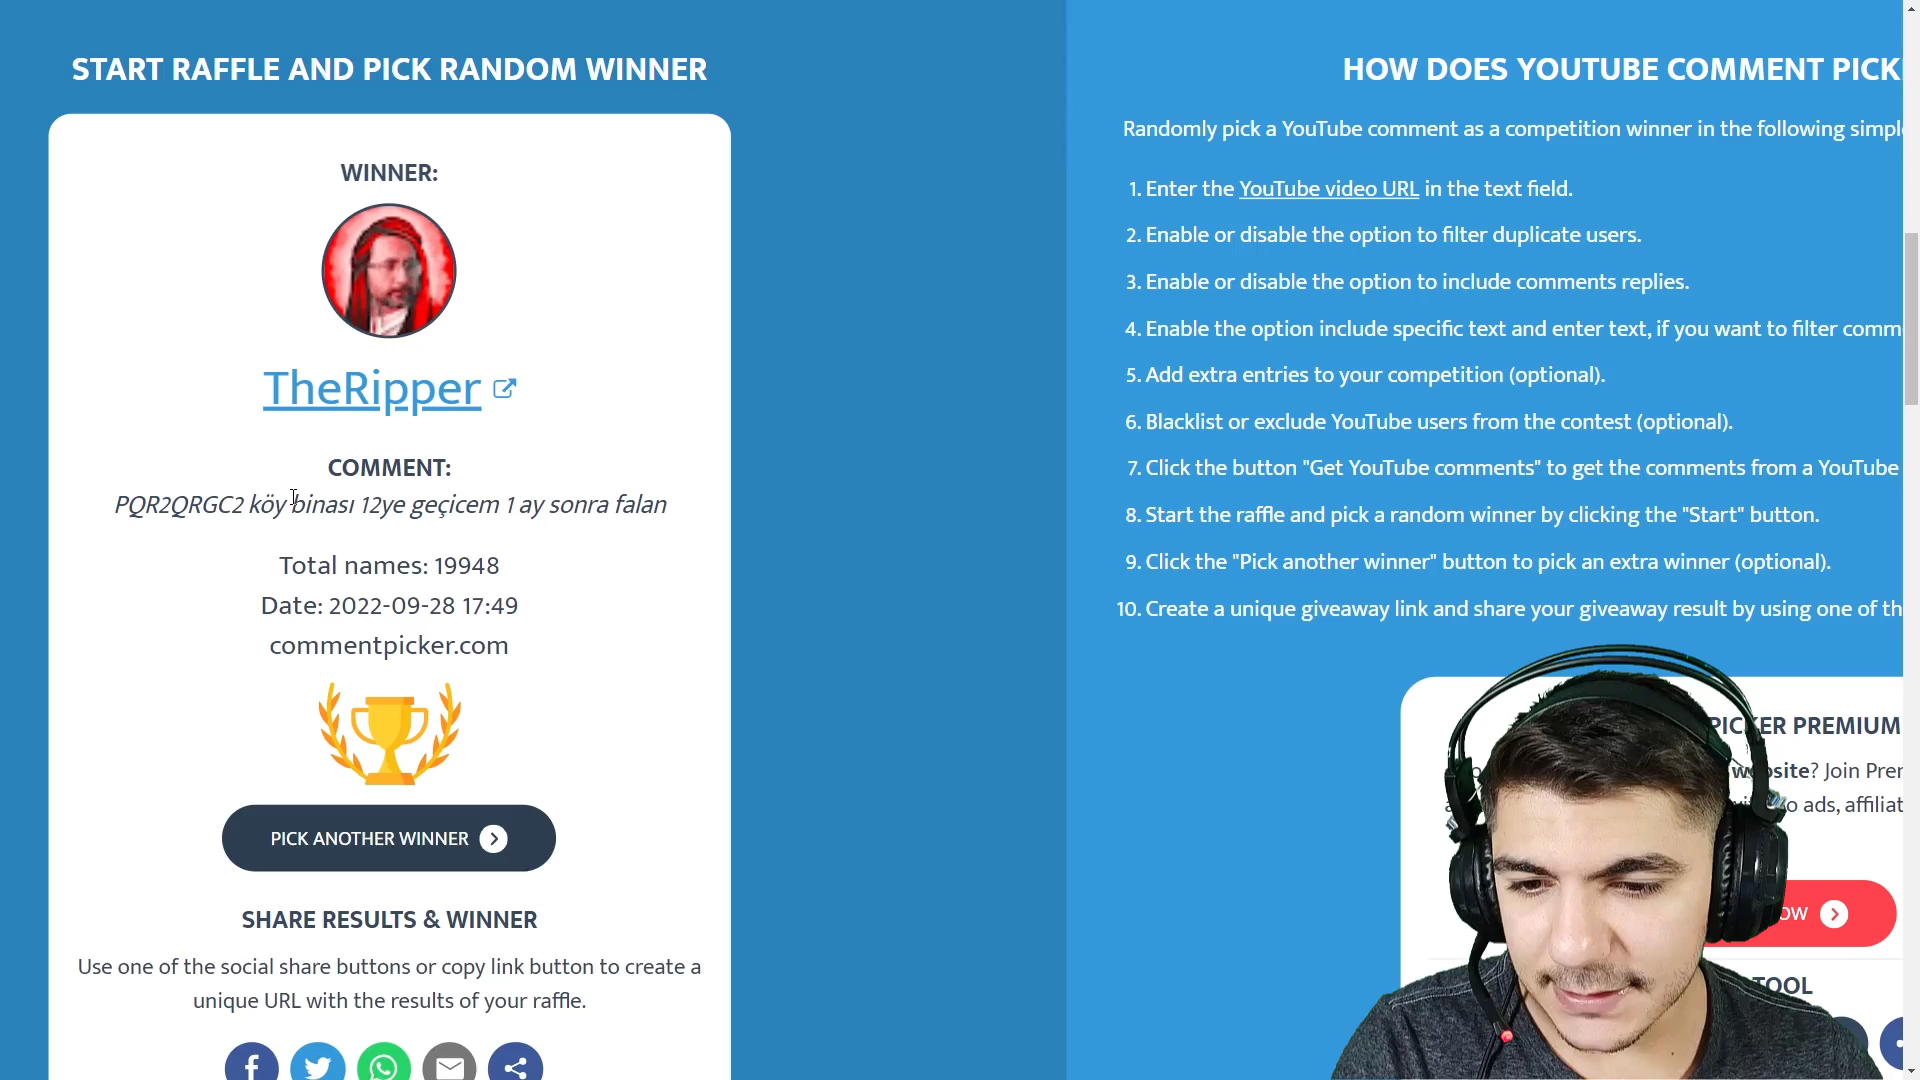 START RAFFLE AND PICK RANDOM WINNER
WINNER:
TheRipper
COMMENT:
PQR2QRGC2 köy binası 12ye geçicem 1 ay sonra falan
Total names: 19948
Date: 2022-09-28 17:49
commentpicker.com
PICK ANOTHER WINNER
SHARE RESULTS & WINNER
Use one of the social share buttons or copy link button to create a
unique URL with the results of your raffle.
HOW DOES YOUTUBE COMMENT PICK
Randomly pick a YouTube comment as a competition winner in the following simpl
1. Enter the YouTube video URL in the text field.
2. Enable or disable the option to filter duplicate users.
3. Enable or disable the option to include comments replies.
4. Enable the option include specific text and enter text, if you want to filter comm
5. Add extra entries to your competition (optional).
6. Blacklist or exclude YouTube users from the contest (optional).
7. Click the button "Get YouTube comments" to get the comments from a YouTube
8. Start the raffle and pick a random winner by clicking the "Start" button.
9. Click the "Pick another winner" button to pick an extra winner (optional).
10. Create a unique giveaway link and share your giveaway result by using one of th
PICKER PREMIUM
website? Join Prem
o ads, affiliat
OW
TOOL